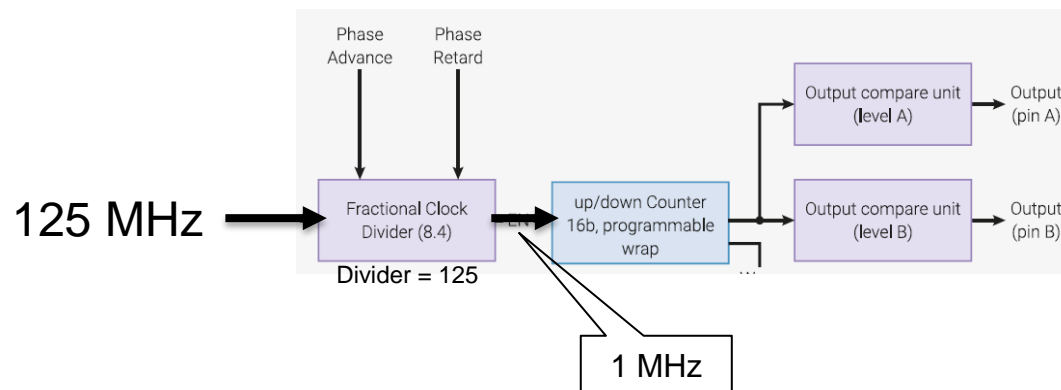 Phase
Advance
Phase
Retard
125 MHz
Fractional Clock
Divider (8.4)
Divider = 125
EN
1 MHz
up/down Counter
16b, programmable
wrap
Output compare unit
(level A)
Output
(pin A)
Output compare unit
(level B)
Output
(pin B)